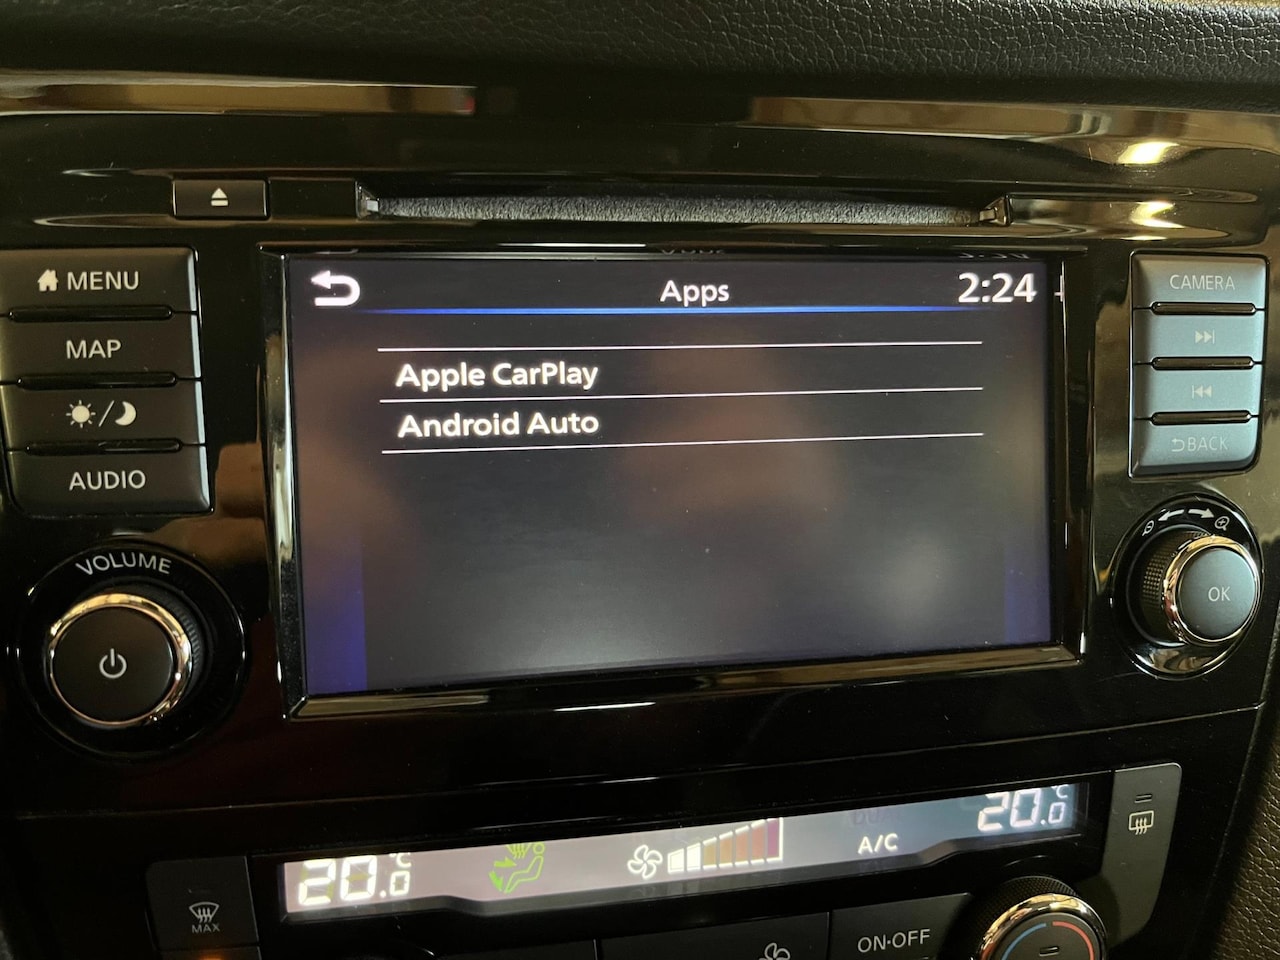 MENU
MAP
AUDIO
VOLUME
Apps
2:24
Apple CarPlay
Android Auto
CAMERA
BACK
OK
20.0
°C
A/C
20.0
°C
MAX
ON·OFF